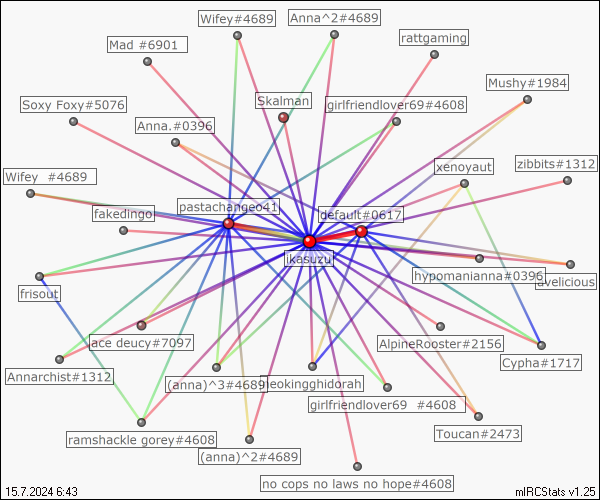 Wifey#4689
Anna^2#4689
Mad #6901
rattgaming
Mushy#1984
Soxy Foxy#5076
Skalman
girlfriendlover69#4608
Anna.#0396
xenoyaut
zibbits#1312
Wifey  #4689
fakedingo
pastachangeo41
default#0617
ikasuzu
hypomanianna#0396
avelicious
frisout
ace deucy#7097
AlpineRooster#2156
Cypha#1717
Annarchist#1312
(anna)^3#4689
neokingghidorah
girlfriendlover69  #4608
ramshackle gorey#4608
Toucan#2473
(anna)^2#4689
no cops no laws no hope#4608
15.7.2024 6:43
mIRCStats v1.25